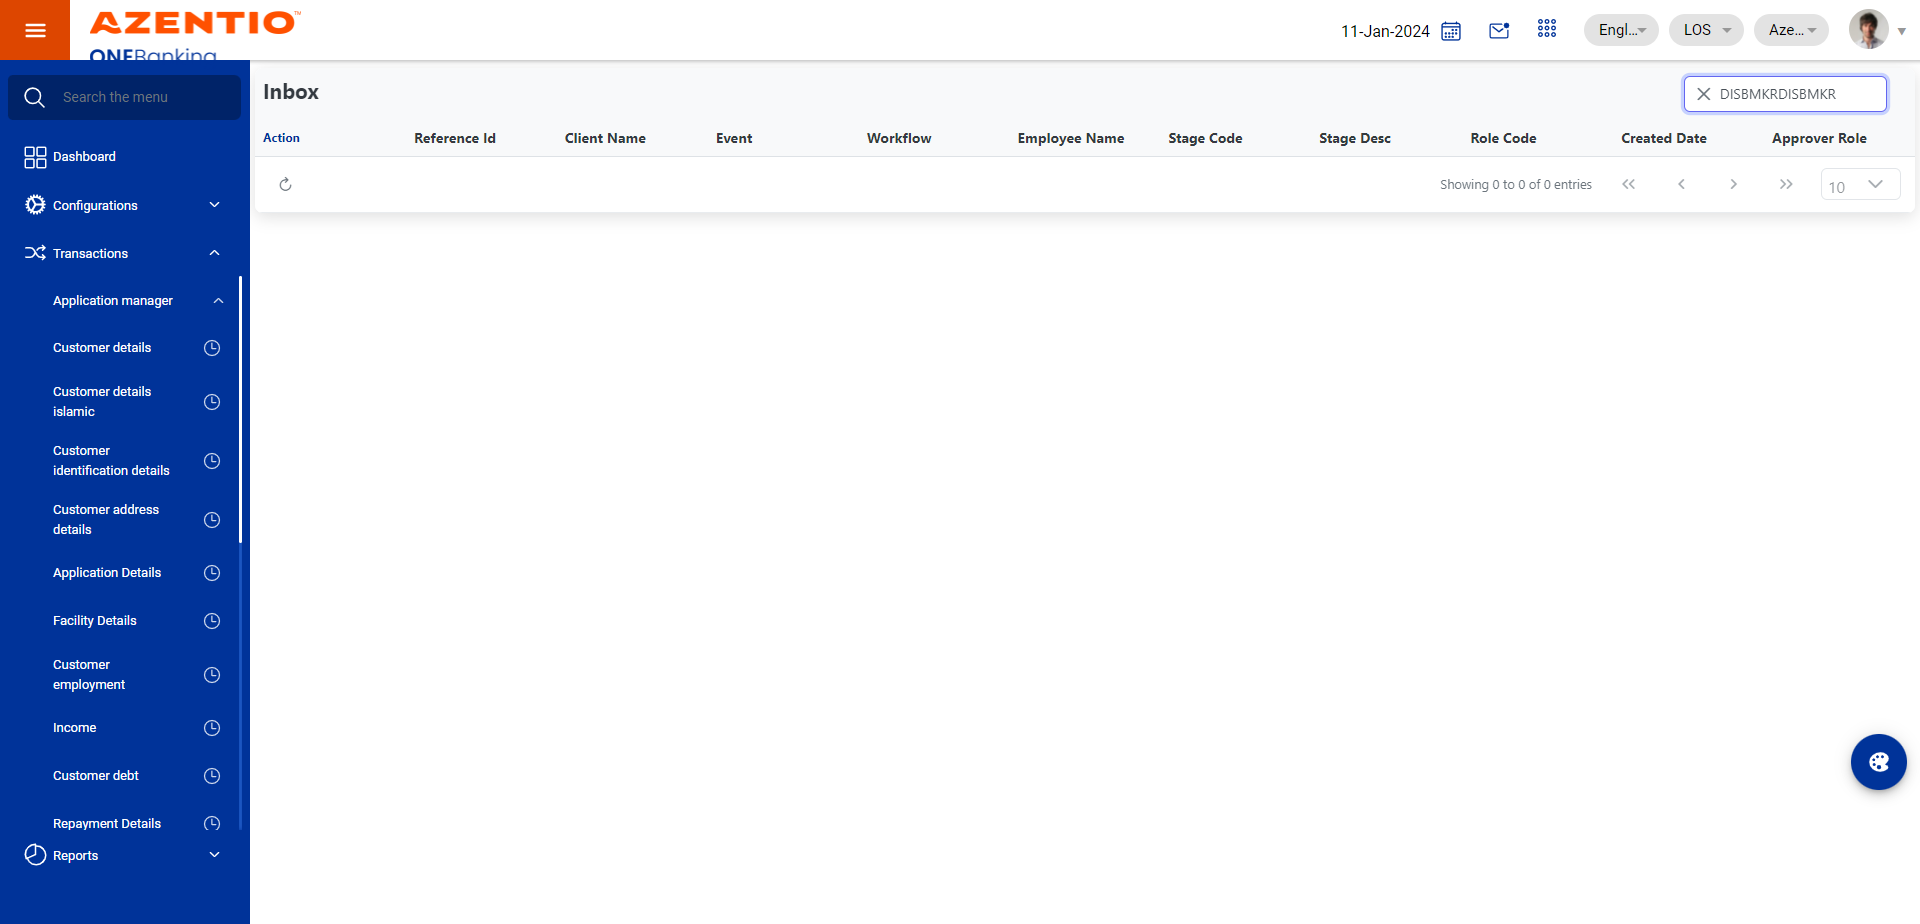 AZENTIO™
ONEBanking
11-Jan-2024
Engl...
LOS
Aze...
Search the menu
Dashboard
Configurations
Transactions
Application manager
Customer details
Customer details
islamic
Customer
identification details
Customer address
details
Application Details
Facility Details
Customer
employment
Income
Customer debt
Repayment Details
Reports
Inbox
DISBMKRDISBMKR
Action Reference Id Client Name Event Workflow Employee Name Stage Code Stage Desc Role Code Created Date Approver Role
Showing 0 to 0 of 0 entries
10